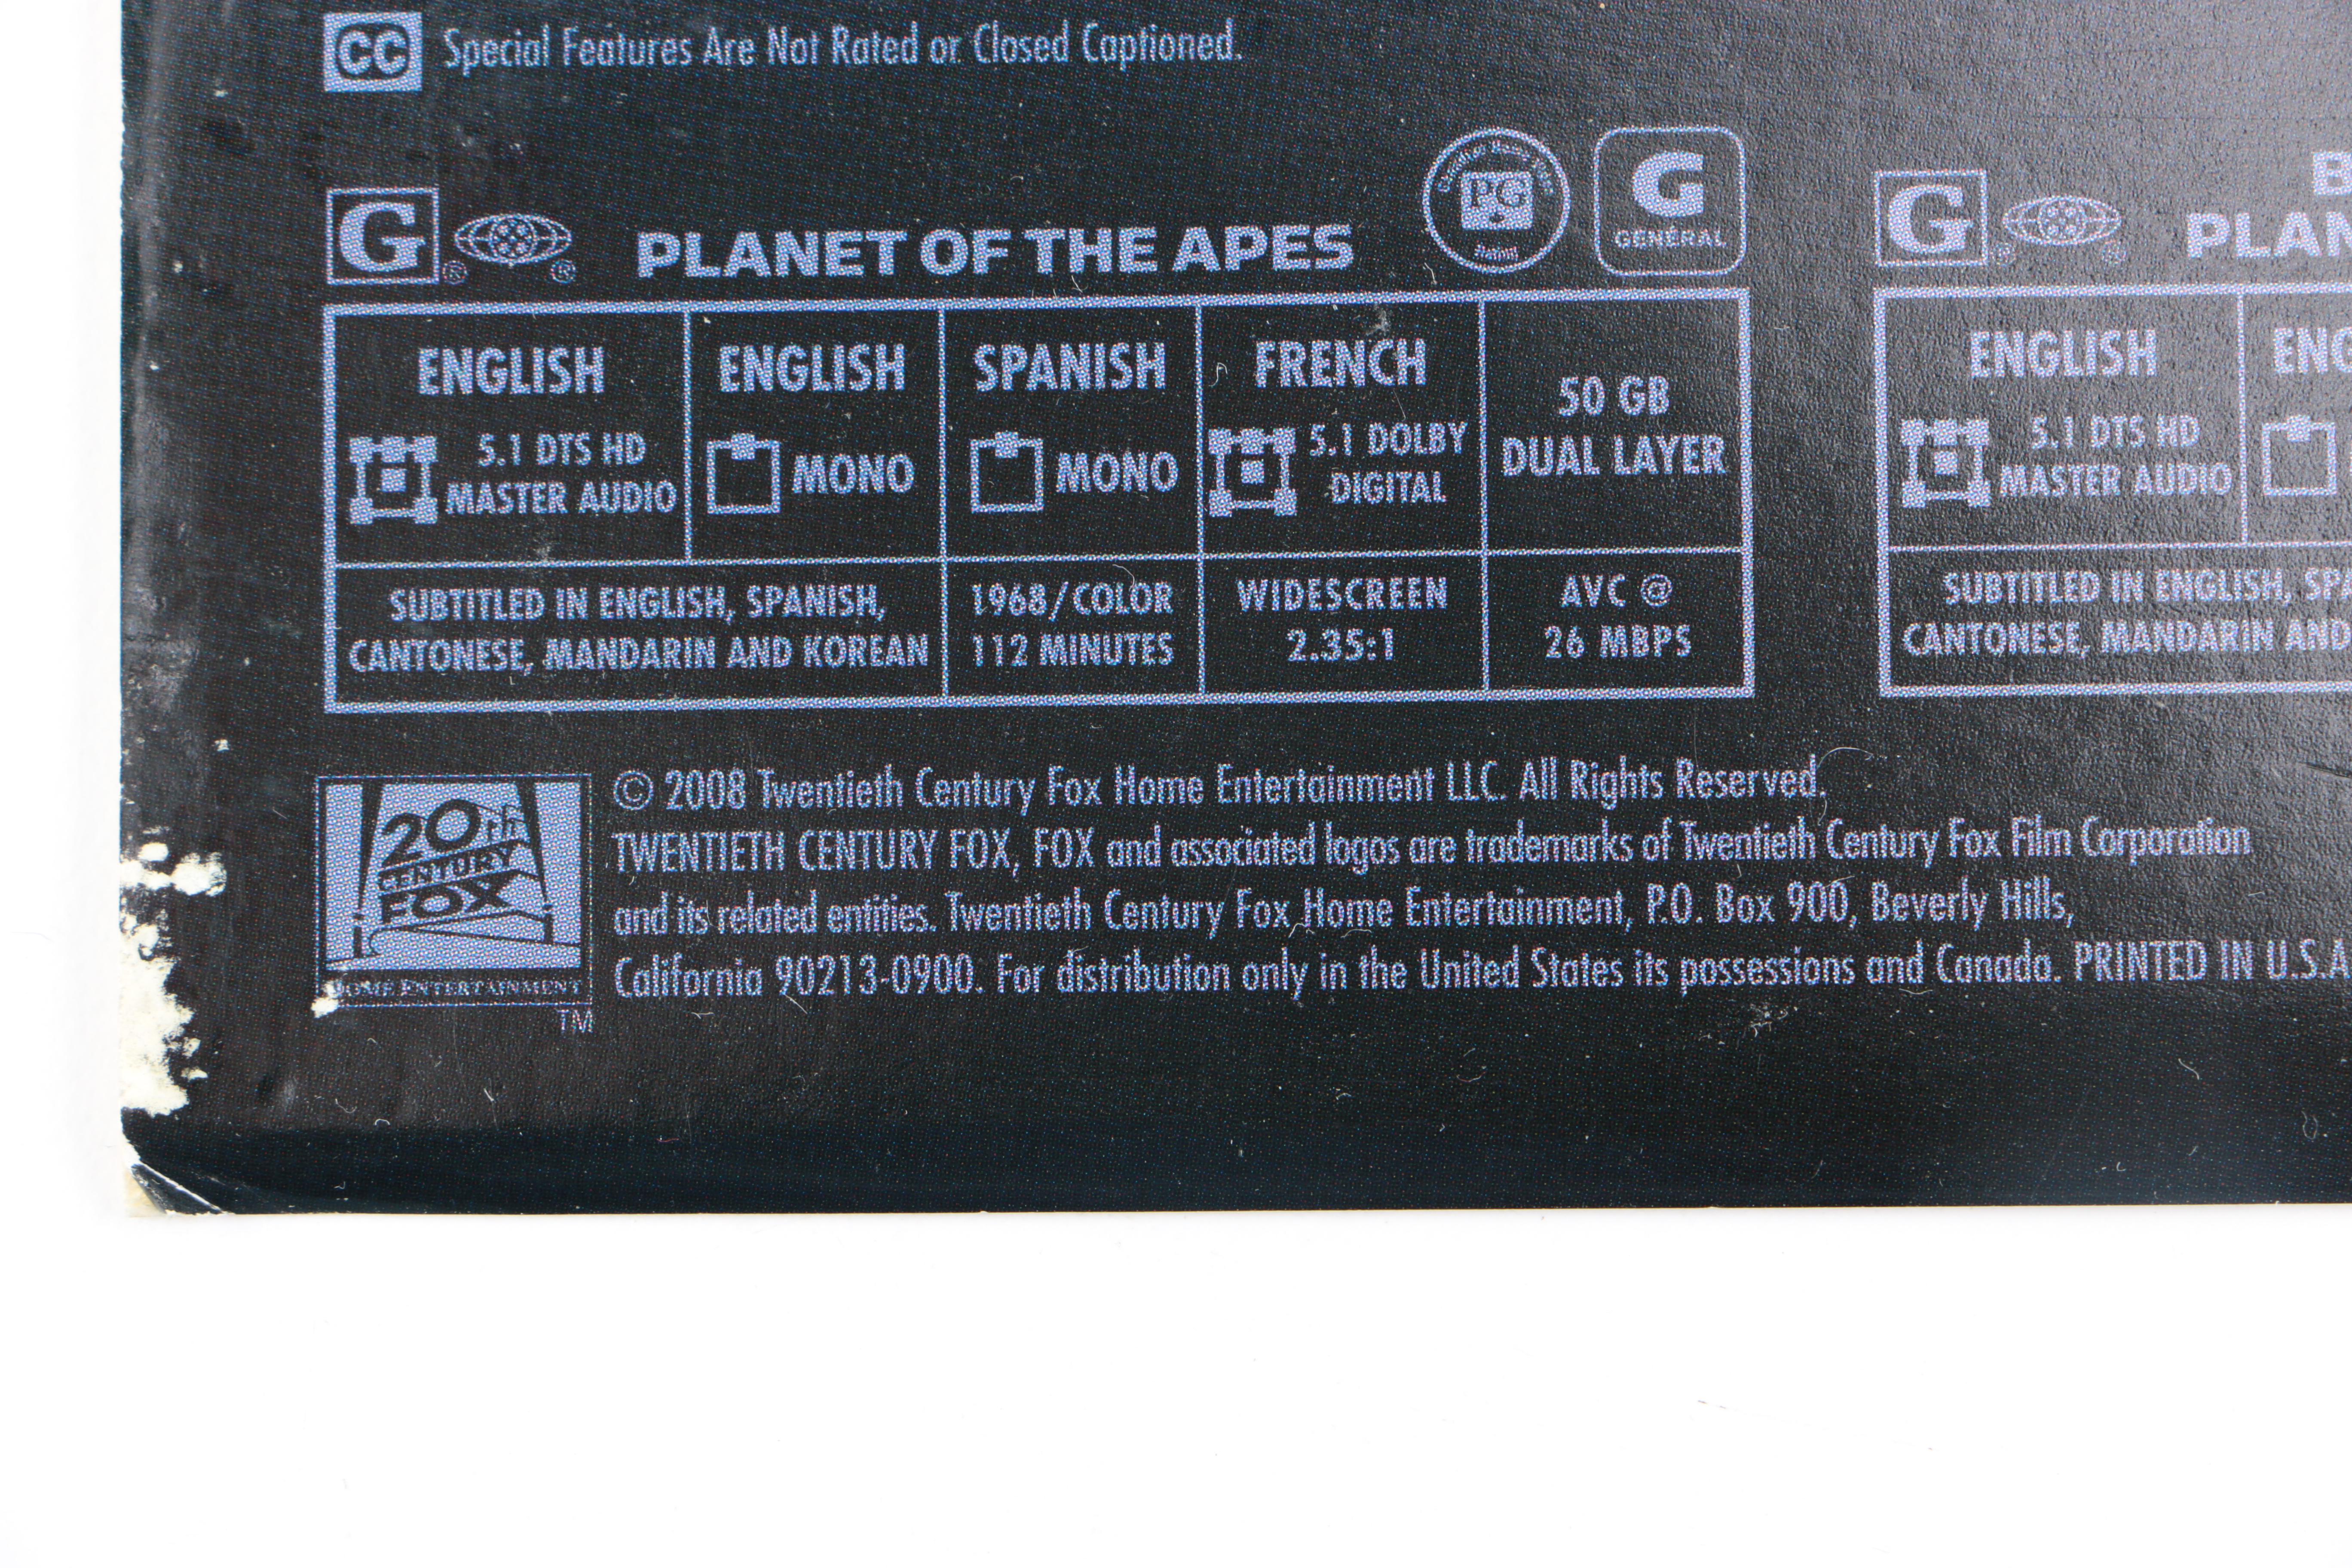 CC Special Features Are Not Rated or Closed Captioned.
G ® ® PLANET OF THE APES PG G GENERAL
ENGLISH
5.1 DTS HD
MASTER AUDIO
ENGLISH
MONO
SPANISH
MONO
FRENCH
5.1 DOLBY
DIGITAL
50 GB
DUAL LAYER
SUBTITLED IN ENGLISH, SPANISH,
CANTONESE, MANDARIN AND KOREAN
1968/COLOR
112 MINUTES
WIDESCREEN
2.35:1
AVC @
26 MBPS
G
B
PLAN
ENGLISH
5.1 DTS HD
MASTER AUDIO
ENG
SUBTITLED IN ENGLISH, SP
CANTONESE, MANDARIN AND
20th
CENTURY
FOX
HOME ENTERTAINMENT
TM
© 2008 Twentieth Century Fox Home Entertainment LLC. All Rights Reserved.
TWENTIETH CENTURY FOX, FOX and associated logos are trademarks of Twentieth Century Fox Film Corporation
and its related entities. Twentieth Century Fox Home Entertainment, P.O. Box 900, Beverly Hills,
California 90213-0900. For distribution only in the United States its possessions and Canada. PRINTED IN U.S.A